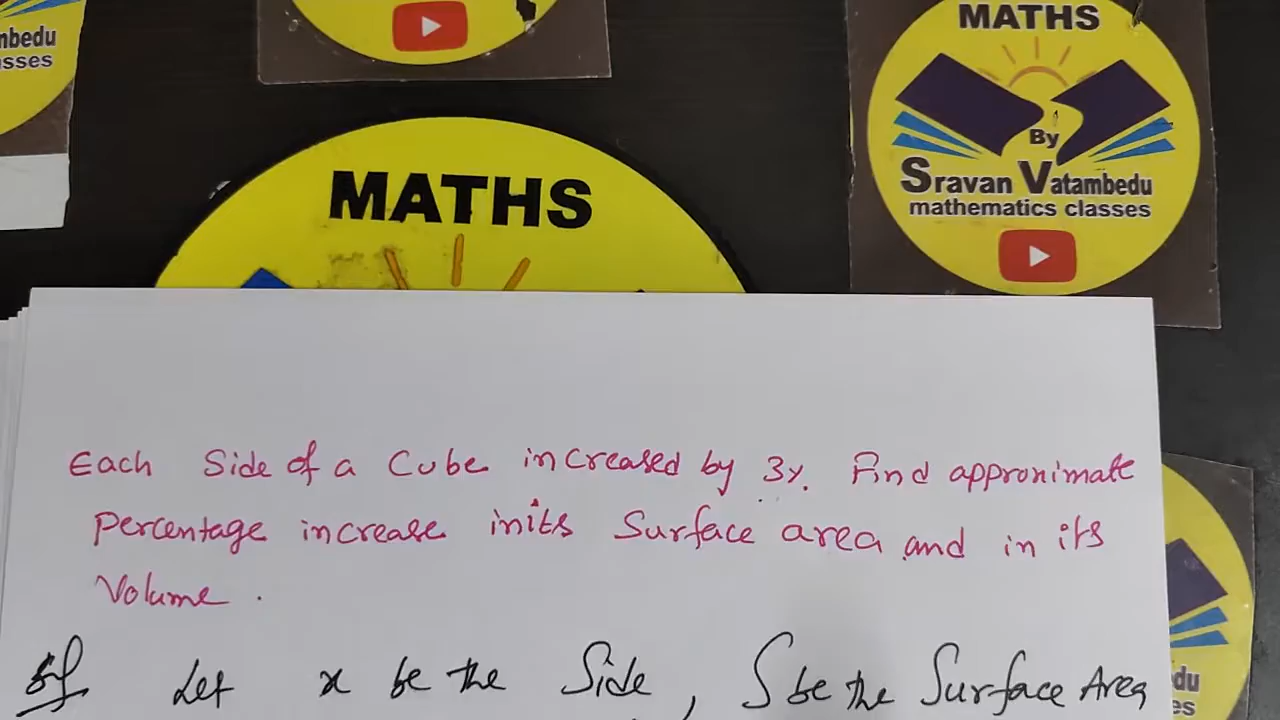 mbedu
sses
MATHS
By
Sravan Vatambedu
mathematics classes
MATHS
Each Side of a Cube increased by 3%. Find approximate
Percentage increase in its Surface area and in its
Volume.
Sol Let x be the Side, S be the Surface Area
du
es